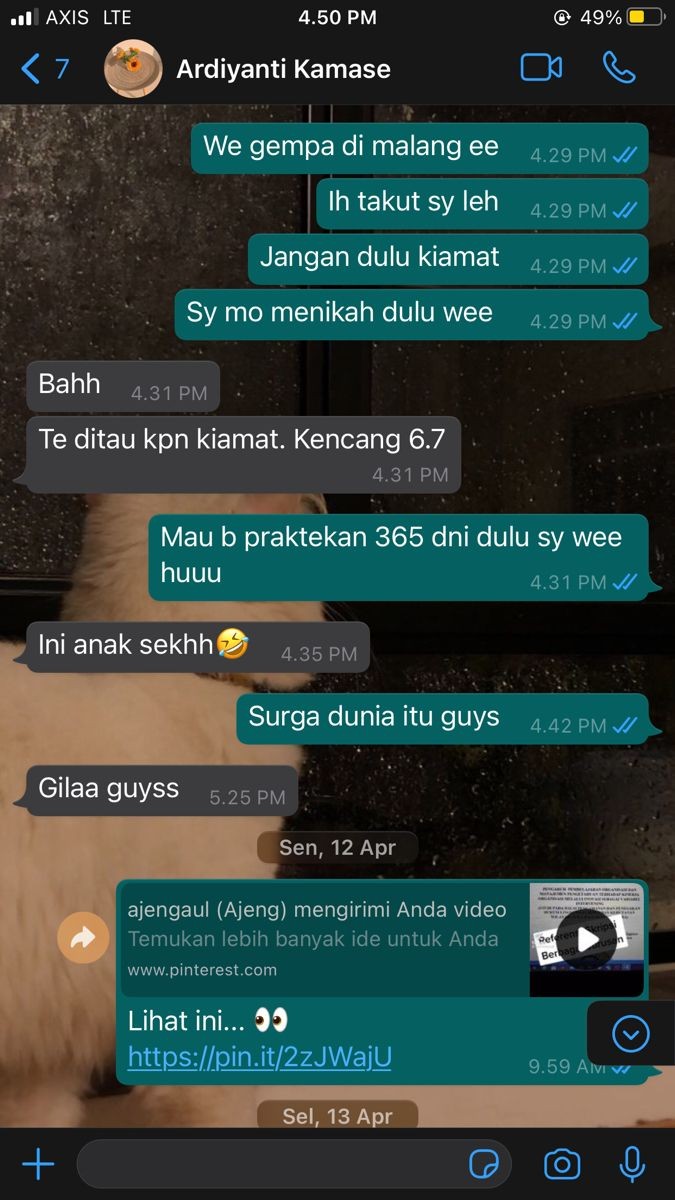 AXIS LTE 4.50 PM 49%
7 Ardiyanti Kamase
We gempa di malang ee 4.29 PM
Ih takut sy leh 4.29 PM
Jangan dulu kiamat 4.29 PM
Sy mo menikah dulu wee 4.29 PM
Bahh 4.31 PM
Te ditau kpn kiamat. Kencang 6.7
4.31 PM
Mau b praktekan 365 dni dulu sy wee
huuu 4.31 PM
Ini anak sekhh🤣 4.35 PM
Surga dunia itu guys 4.42 PM
Gilaa guyss 5.25 PM
Sen, 12 Apr
ajengaul (Ajeng) mengirimi Anda video
Temukan lebih banyak ide untuk Anda
www.pinterest.com
Lihat ini... 👀
https://pin.it/2zJWajU 9.59 AM
Sel, 13 Apr